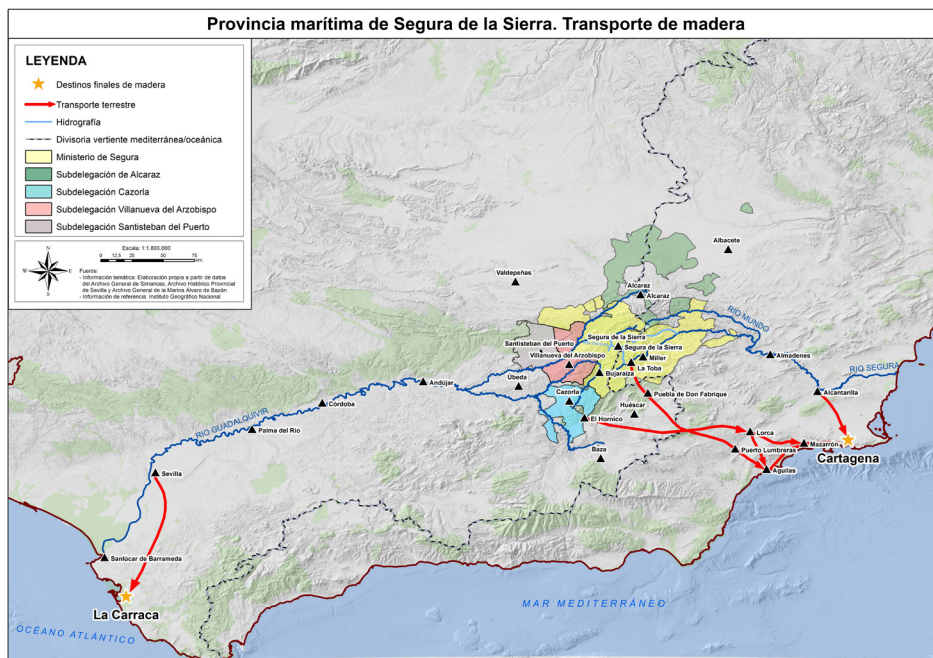 Provincia marítima de Segura de la Sierra. Transporte de madera
LEYENDA
Destinos finales de madera
Transporte terrestre
Hidrografía
Divisoria vertiente mediterránea/oceánica
Ministerio de Segura
Subdelegación de Alcaraz
Subdelegación Cazorla
Subdelegación Villanueva del Arzobispo
Subdelegación Santisteban del Puerto
N
W
E
S
Escala: 1:1.800.000
0 12,5 25 50 75
km.
Fuente:
- Información temática: Elaboración propia a partir de datos
del Archivo General de Simancas, Archivo Histórico Provincial
de Sevilla y Archivo General de la Marina Álvaro de Bazán
- Información de referencia: Instituto Geográfico Nacional
Albacete
Valdepeñas
Alcaraz
Alcaraz
RÍO MUNDO
Segura de la Sierra
Santisteban del Puerto
Segura de la Sierra
Villanueva del Arzobispo
Miller
Almadenes
La Toba
RÍO SEGURA
Bujaraiza
Andújar
Úbeda
Cazorla
Puebla de Don Fabrique
Alcantarilla
Córdoba
Huéscar
El Hornico
RÍO GUADALQUIVIR
Palma del Río
Lorca
Mazarrón
Puerto Lumbreras
Cartagena
Baza
Aguilas
Sevilla
Sanlúcar de Barrameda
La Carraca
MAR MEDITERRÁNEO
OCÉANO ATLÁNTICO